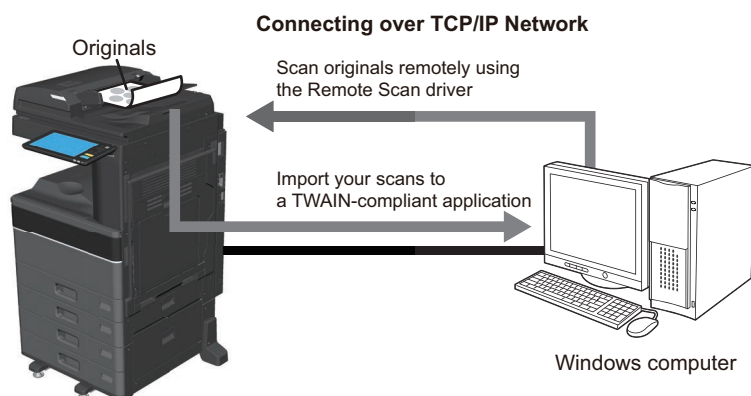 Connecting over TCP/IP Network
Originals
Scan originals remotely using
the Remote Scan driver
Import your scans to
a TWAIN-compliant application
Windows computer